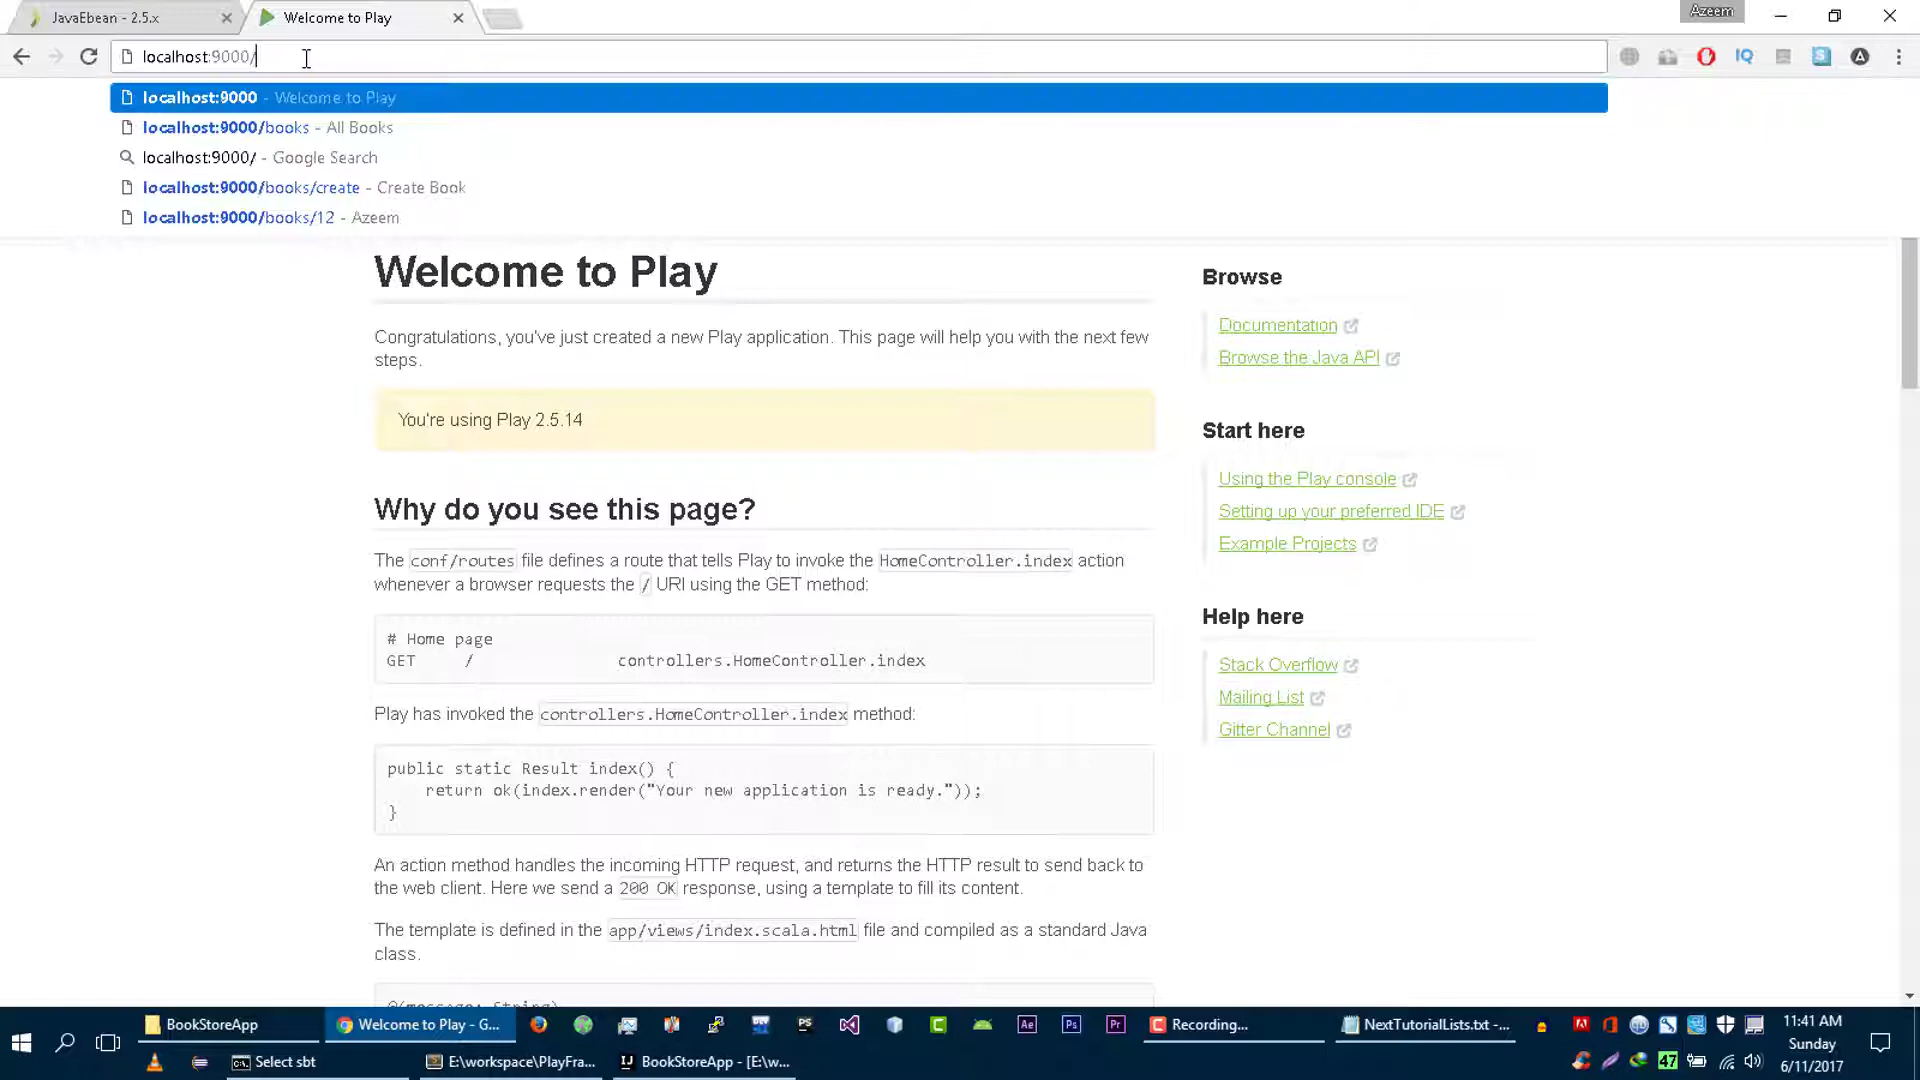 JavaEbean - 2.5.x
Welcome to Play
Azeem
localhost:9000/
localhost:9000 - Welcome to Play
localhost:9000/books - All Books
localhost:9000/ - Google Search
localhost:9000/books/create - Create Book
localhost:9000/books/12 - Azeem
Welcome to Play
Congratulations, you've just created a new Play application. This page will help you with the next few
steps.
You're using Play 2.5.14
Why do you see this page?
The conf/routes file defines a route that tells Play to invoke the HomeController.index action
whenever a browser requests the / URI using the GET method:
# Home page
GET / controllers.HomeController.index
Play has invoked the controllers.HomeController.index method:
public static Result index() {
return ok(index.render("Your new application is ready."));
}
An action method handles the incoming HTTP request, and returns the HTTP result to send back to
the web client. Here we send a 200 OK response, using a template to fill its content.
The template is defined in the app/views/index.scala.html file and compiled as a standard Java
class.
@(message: String)
Browse
Documentation
Browse the Java API
Start here
Using the Play console
Setting up your preferred IDE
Example Projects
Help here
Stack Overflow
Mailing List
Gitter Channel
BookStoreApp
Welcome to Play - G...
Recording...
NextTutorialLists.txt -...
11:41 AM
Sunday
6/11/2017
Select sbt
E:\workspace\PlayFra...
BookStoreApp - [E:\w...
47